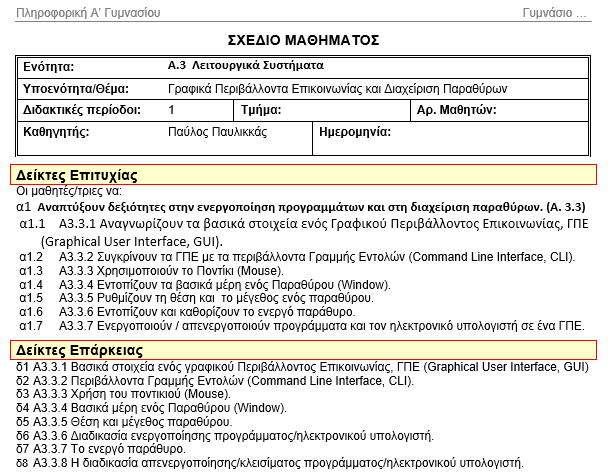 Πληροφορική Α’ Γυμνασίου Γυμνάσιο ...
ΣΧΕΔΙΟ ΜΑΘΗΜΑΤΟΣ
Ενότητα: Α.3 Λειτουργικά Συστήματα
Υποενότητα/Θέμα: Γραφικά Περιβάλλοντα Επικοινωνίας και Διαχείριση Παραθύρων
Διδακτικές περίοδοι: 1 Τμήμα: Αρ. Μαθητών:
Καθηγητής: Παύλος Παυλικκάς Ημερομηνία:
Δείκτες Επιτυχίας
Οι μαθητές/τριες να:
α1 Αναπτύξουν δεξιότητες στην ενεργοποίηση προγραμμάτων και στη διαχείριση παραθύρων. (Α. 3.3)
α1.1 Α3.3.1 Αναγνωρίζουν τα βασικά στοιχεία ενός Γραφικού Περιβάλλοντος Επικοινωνίας, ΓΠΕ
(Graphical User Interface, GUI).
α1.2 Α3.3.2 Συγκρίνουν τα ΓΠΕ με τα περιβάλλοντα Γραμμής Εντολών (Command Line Interface, CLI).
α1.3 Α3.3.3 Χρησιμοποιούν το Ποντίκι (Mouse).
α1.4 Α3.3.4 Εντοπίζουν τα βασικά μέρη ενός Παραθύρου (Window).
α1.5 Α3.3.5 Ρυθμίζουν τη θέση και το μέγεθος ενός παραθύρου.
α1.6 Α3.3.6 Εντοπίζουν και καθορίζουν το ενεργό παράθυρο.
α1.7 Α3.3.7 Ενεργοποιούν / απενεργοποιούν προγράμματα και τον ηλεκτρονικό υπολογιστή σε ένα ΓΠΕ.
Δείκτες Επάρκειας
δ1 Α3.3.1 Βασικά στοιχεία ενός γραφικού Περιβάλλοντος Επικοινωνίας, ΓΠΕ (Graphical User Interface, GUI)
δ2 Α3.3.2 Περιβάλλοντα Γραμμής Εντολών (Command Line Interface, CLI).
δ3 Α3.3.3 Χρήση του ποντικιού (Mouse).
δ4 Α3.3.4 Βασικά μέρη ενός Παραθύρου (Window).
δ5 Α3.3.5 Θέση και μέγεθος παραθύρου.
δ6 Α3.3.6 Διαδικασία ενεργοποίησης προγράμματος/ηλεκτρονικού υπολογιστή.
δ7 Α3.3.7 Το ενεργό παράθυρο.
δ8 Α3.3.8 Η διαδικασία απενεργοποίησης/κλεισίματος προγράμματος/ηλεκτρονικού υπολογιστή.